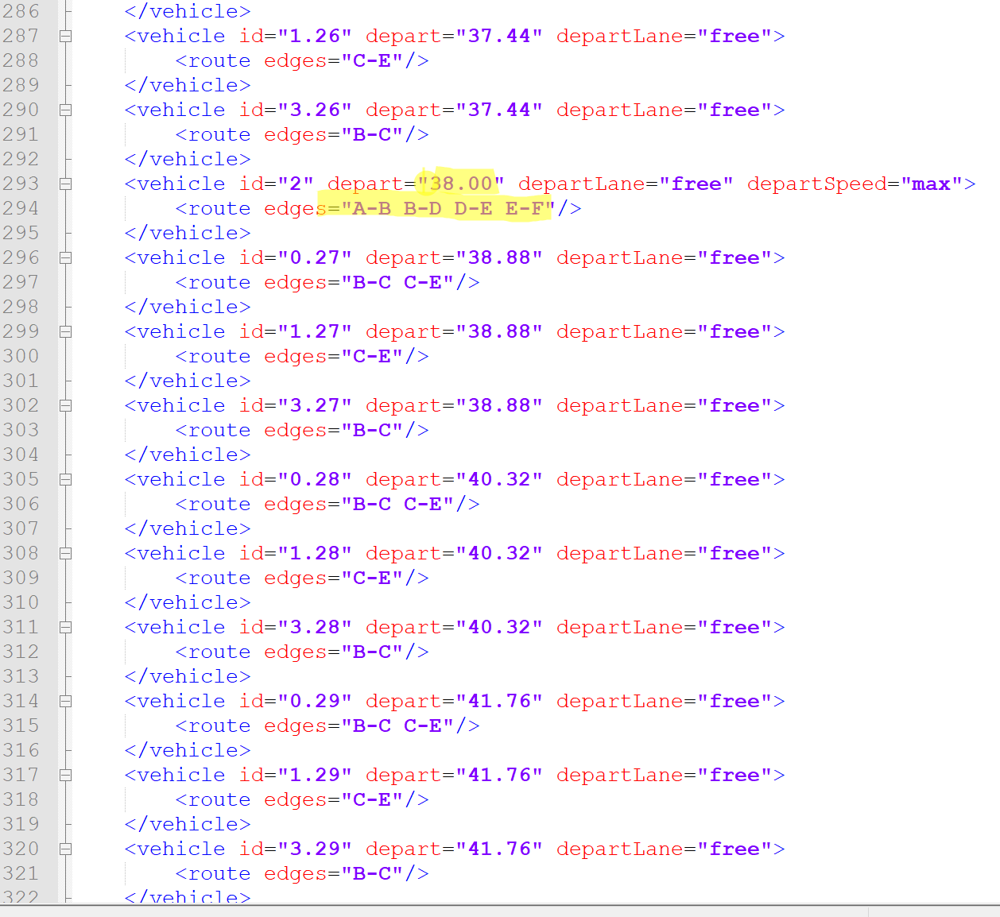 286 </vehicle>
287 <vehicle id="1.26" depart="37.44" departLane="free">
288 <route edges="C-E"/>
289 </vehicle>
290 <vehicle id="3.26" depart="37.44" departLane="free">
291 <route edges="B-C"/>
292 </vehicle>
293 <vehicle id="2" depart="38.00" departLane="free" departSpeed="max">
294 <route edges="A-B B-D D-E E-F"/>
295 </vehicle>
296 <vehicle id="0.27" depart="38.88" departLane="free">
297 <route edges="B-C C-E"/>
298 </vehicle>
299 <vehicle id="1.27" depart="38.88" departLane="free">
300 <route edges="C-E"/>
301 </vehicle>
302 <vehicle id="3.27" depart="38.88" departLane="free">
303 <route edges="B-C"/>
304 </vehicle>
305 <vehicle id="0.28" depart="40.32" departLane="free">
306 <route edges="B-C C-E"/>
307 </vehicle>
308 <vehicle id="1.28" depart="40.32" departLane="free">
309 <route edges="C-E"/>
310 </vehicle>
311 <vehicle id="3.28" depart="40.32" departLane="free">
312 <route edges="B-C"/>
313 </vehicle>
314 <vehicle id="0.29" depart="41.76" departLane="free">
315 <route edges="B-C C-E"/>
316 </vehicle>
317 <vehicle id="1.29" depart="41.76" departLane="free">
318 <route edges="C-E"/>
319 </vehicle>
320 <vehicle id="3.29" depart="41.76" departLane="free">
321 <route edges="B-C"/>
322 </vehicle>